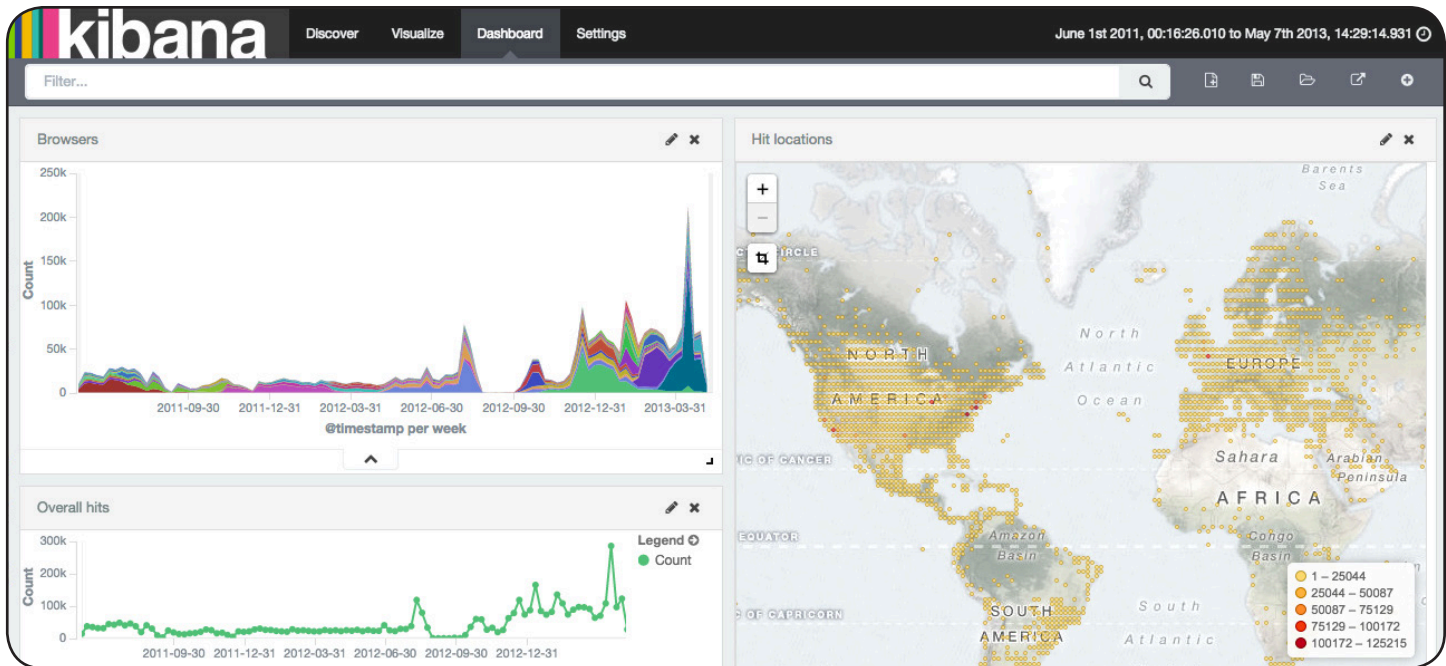 kibana
Discover Visualize Dashboard Settings
June 1st 2011, 00:16:26.010 to May 7th 2013, 14:29:14.931
Filter...
Browsers
250k
200k
150k
100k
50k
0
Count
2011-09-30 2011-12-31 2012-03-31 2012-06-30 2012-09-30 2012-12-31 2013-03-31
@timestamp per week
Overall hits
300k
200k
100k
0
Count
Legend
Count
2011-09-30 2011-12-31 2012-03-31 2012-06-30 2012-09-30 2012-12-31
Hit locations
+
−
Barents
Sea
CIRCLE
North
Atlantic
Ocean
NORTH
AMERICA
EUROPE
IC OF CANCER
Sahara
Arabian
Peninsula
AFRICA
EQUATOR
Amazon
Basin
Congo
Basin
C OF CAPRICORN
SOUTH
AMERICA
South
Atlantic
1 – 25044
25044 – 50087
50087 – 75129
75129 – 100172
100172 – 125215